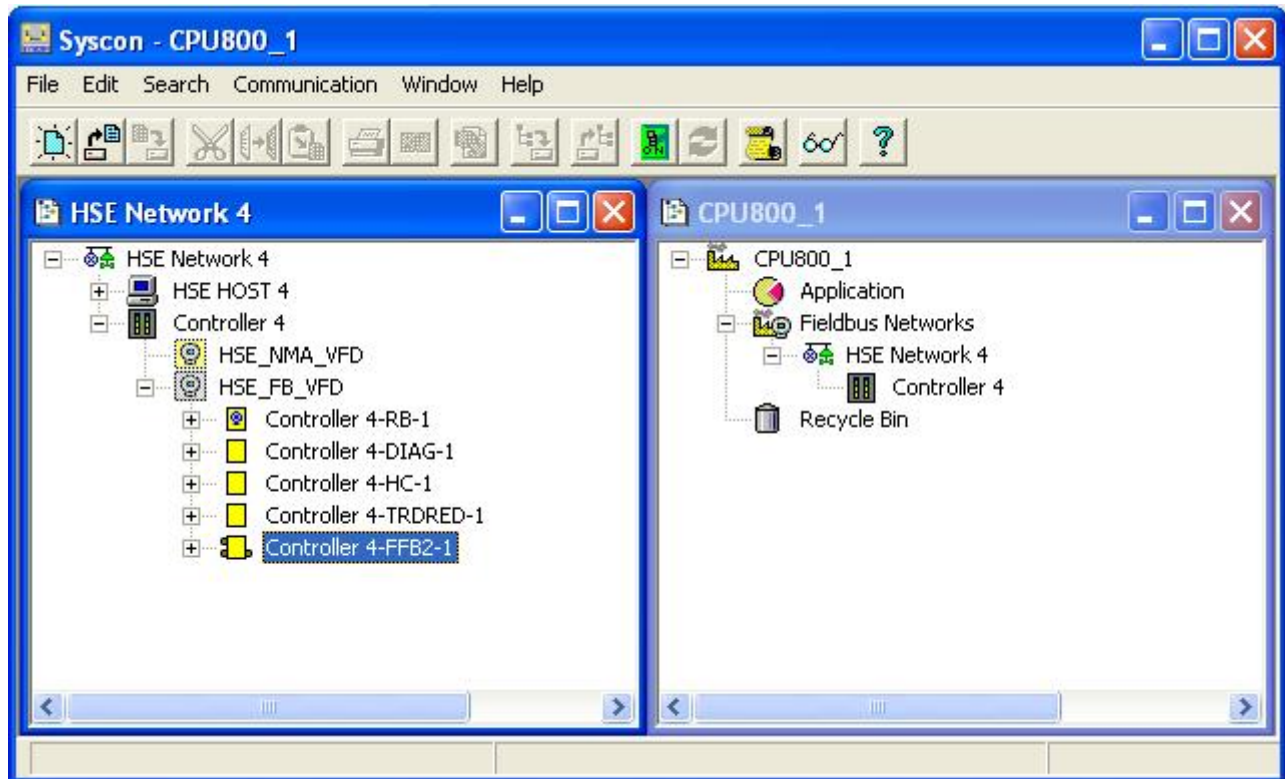 Syscon - CPU800_1
File Edit Search Communication Window Help
HSE Network 4
HSE Network 4
HSE HOST 4
Controller 4
HSE_NMA_VFD
HSE_FB_VFD
Controller 4-RB-1
Controller 4-DIAG-1
Controller 4-HC-1
Controller 4-TRDRED-1
Controller 4-FFB2-1
CPU800_1
CPU800_1
Application
Fieldbus Networks
HSE Network 4
Controller 4
Recycle Bin